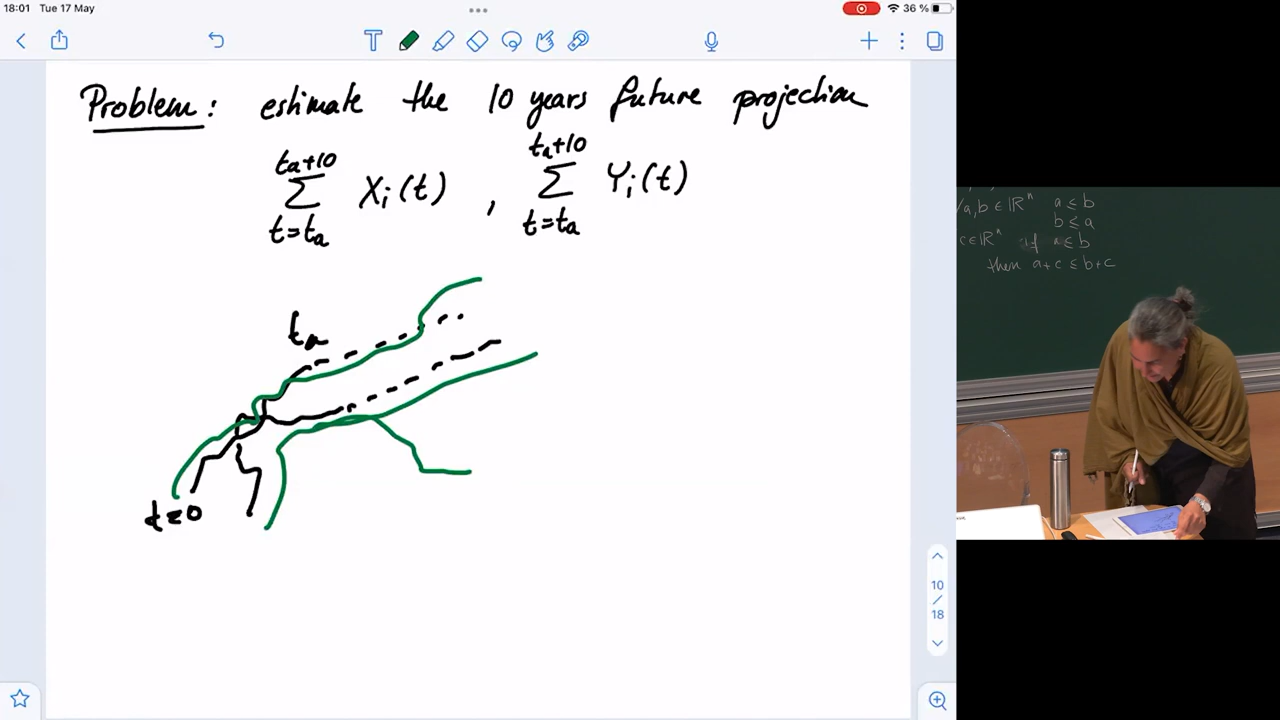 18:01 Tue 17 May
36 %
Problem: estimate the 10 years future projection
∑_{t=ta}^{ta+10} Xi(t) , ∑_{t=ta}^{ta+10} Yi(t)
ta
t=0
10
/
18
a,b ∈ ℝⁿ a ≤ b
b ≤ a
c ∈ ℝⁿ if a ≤ b
then a+c ≤ b+c